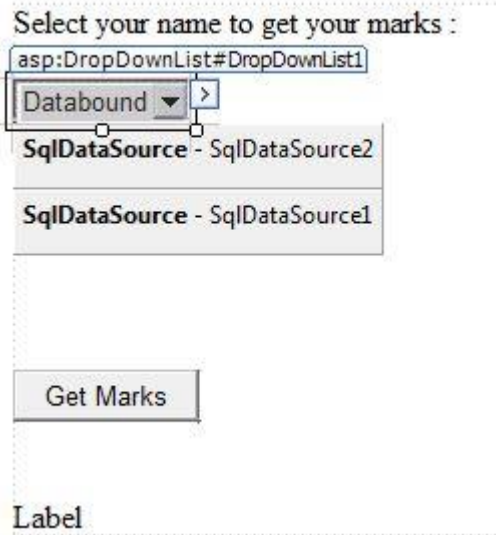 Select your name to get your marks :
asp:DropDownList#DropDownList1
Databound
SqlDataSource - SqlDataSource2
SqlDataSource - SqlDataSource1
Get Marks
Label